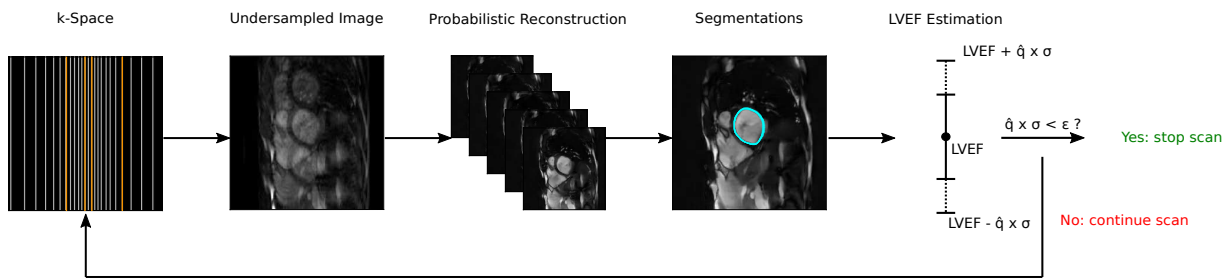 k-Space
Undersampled Image
Probabilistic Reconstruction
Segmentations
LVEF Estimation
LVEF + q̂ x σ
q̂ x σ < ε ?
LVEF
Yes: stop scan
LVEF - q̂ x σ
No: continue scan